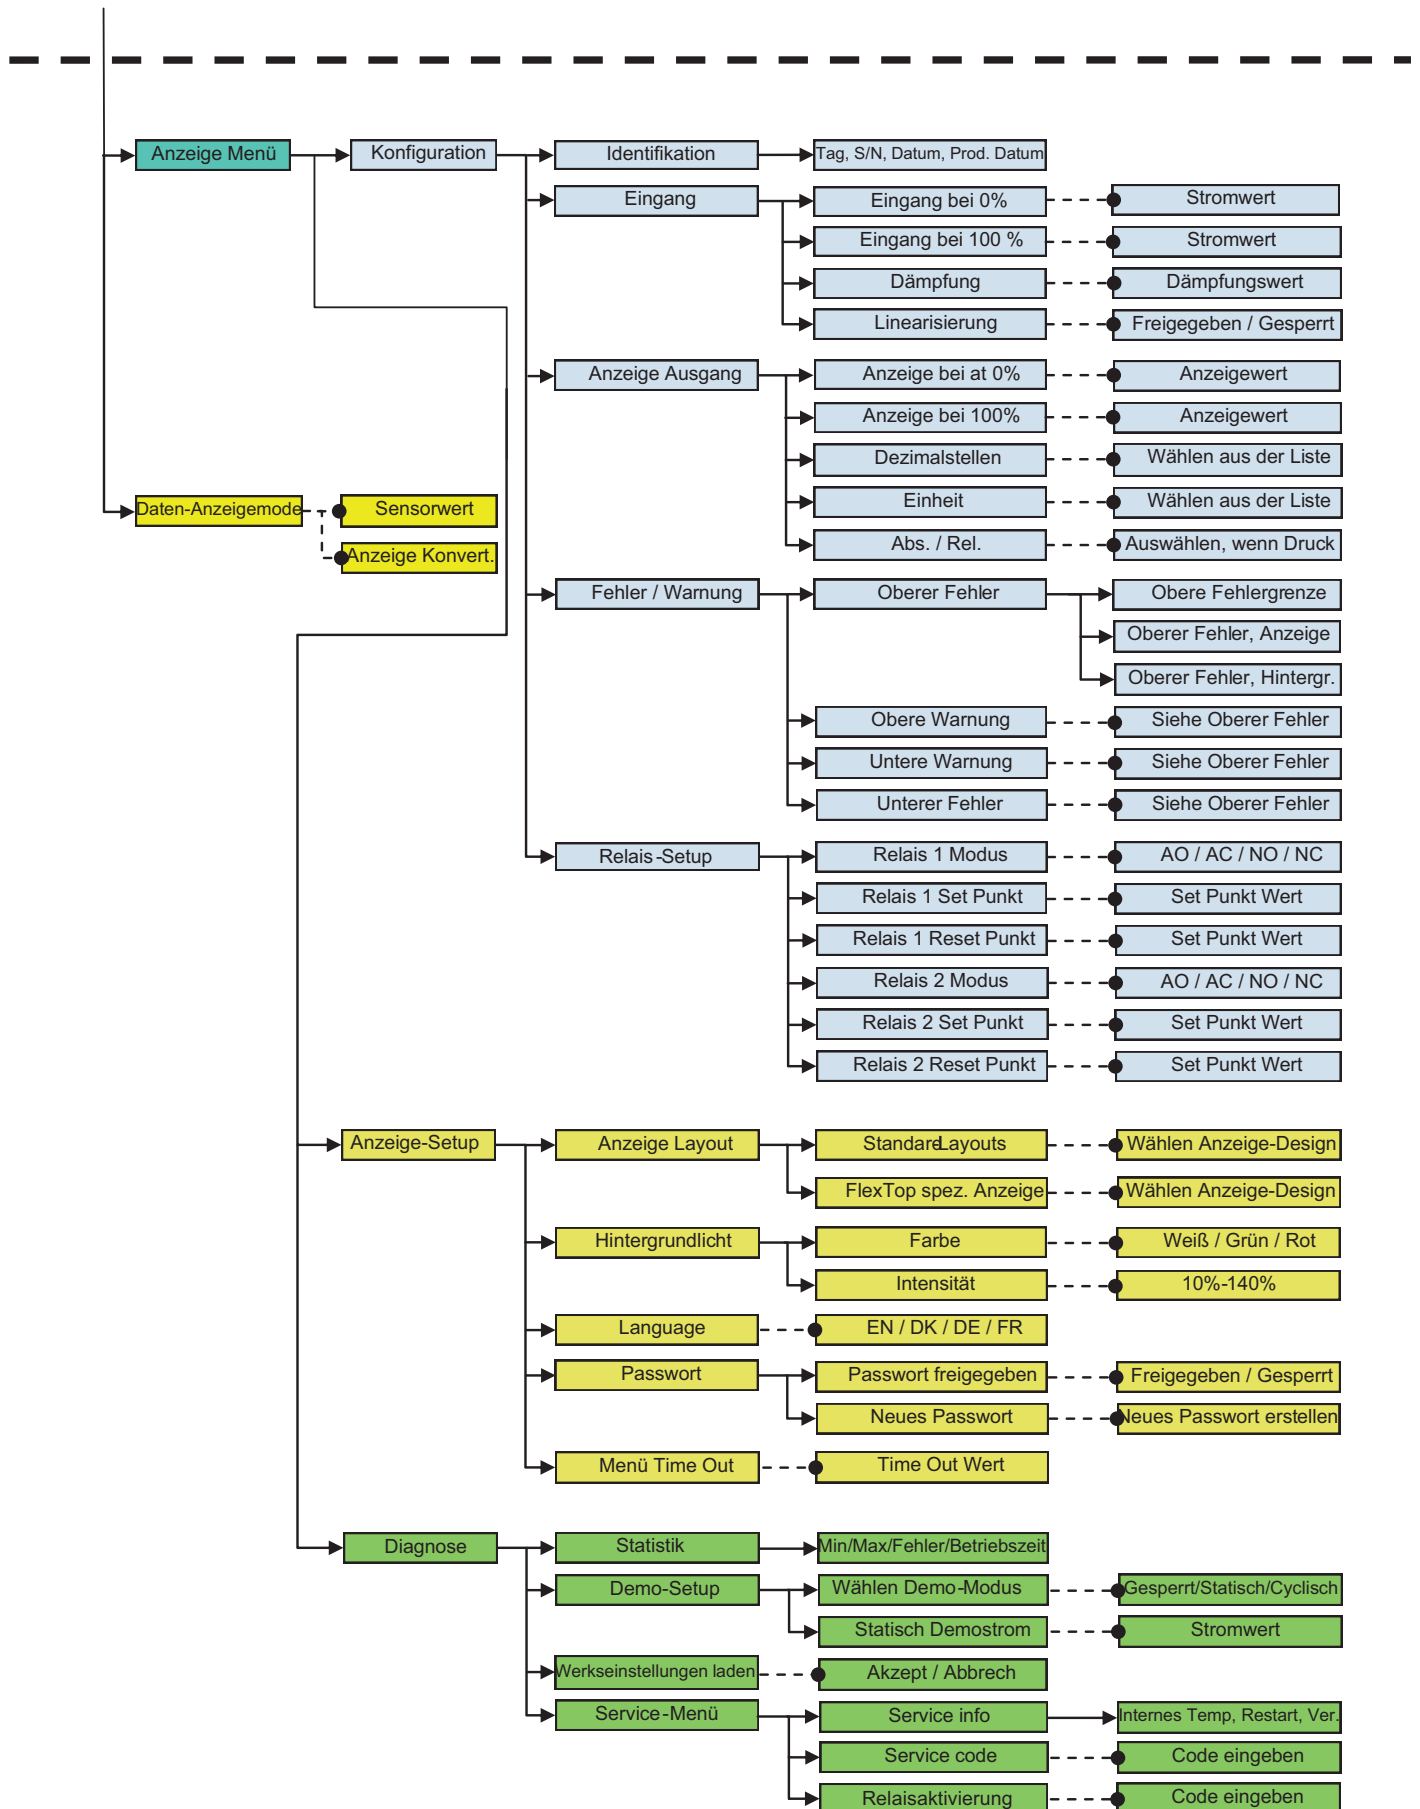 Anzeige Menü
Konfiguration
Identifikation
Tag, S/N, Datum, Prod. Datum
Eingang
Eingang bei 0%
Stromwert
Eingang bei 100 %
Stromwert
Dämpfung
Dämpfungswert
Linearisierung
Freigegeben / Gesperrt
Anzeige Ausgang
Anzeige bei at 0%
Anzeigewert
Anzeige bei 100%
Anzeigewert
Dezimalstellen
Wählen aus der Liste
Einheit
Wählen aus der Liste
Abs. / Rel.
Auswählen, wenn Druck
Daten-Anzeigemode
Sensorwert
Anzeige Konvert.
Fehler / Warnung
Oberer Fehler
Obere Fehlergrenze
Oberer Fehler, Anzeige
Oberer Fehler, Hintergr.
Obere Warnung
Siehe Oberer Fehler
Untere Warnung
Siehe Oberer Fehler
Unterer Fehler
Siehe Oberer Fehler
Relais-Setup
Relais 1 Modus
AO / AC / NO / NC
Relais 1 Set Punkt
Set Punkt Wert
Relais 1 Reset Punkt
Set Punkt Wert
Relais 2 Modus
AO / AC / NO / NC
Relais 2 Set Punkt
Set Punkt Wert
Relais 2 Reset Punkt
Set Punkt Wert
Anzeige-Setup
Anzeige Layout
StandareLayouts
Wählen Anzeige-Design
FlexTop spez. Anzeige
Wählen Anzeige-Design
Hintergrundlicht
Farbe
Weiß / Grün / Rot
Intensität
10%-140%
Language
EN / DK / DE / FR
Passwort
Passwort freigegeben
Freigegeben / Gesperrt
Neues Passwort
Neues Passwort erstellen
Menü Time Out
Time Out Wert
Diagnose
Statistik
Min/Max/Fehler/Betriebszeit
Demo-Setup
Wählen Demo-Modus
Gesperrt/Statisch/Cyclisch
Statisch Demostrom
Stromwert
Werkseinstellungen laden
Akzept / Abbrech
Service-Menü
Service info
Internes Temp, Restart, Ver.
Service code
Code eingeben
Relaisaktivierung
Code eingeben